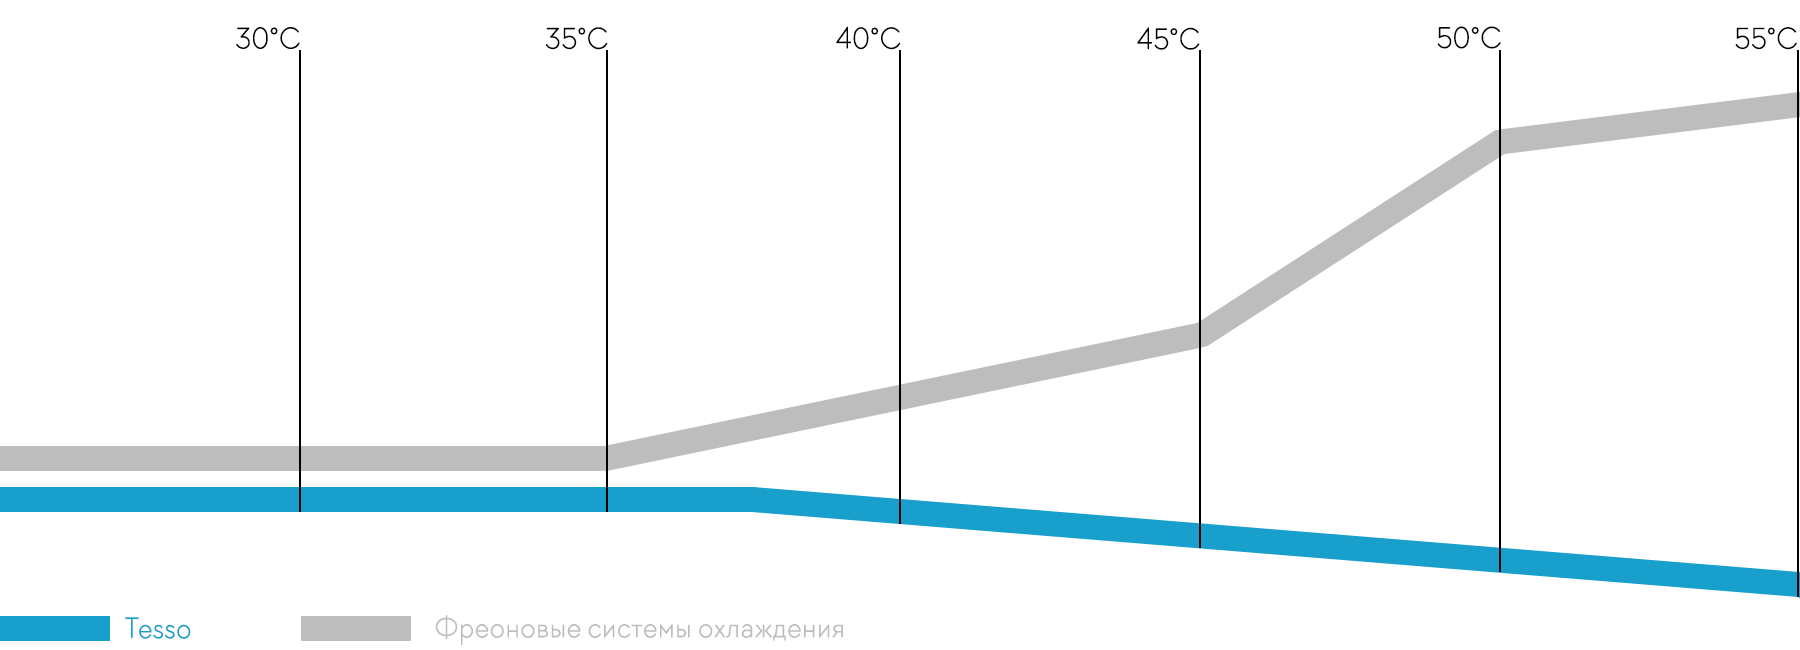 30°C 35°C 40°C 45°C 50°C 55°C
Tesso Фреоновые системы охлаждения